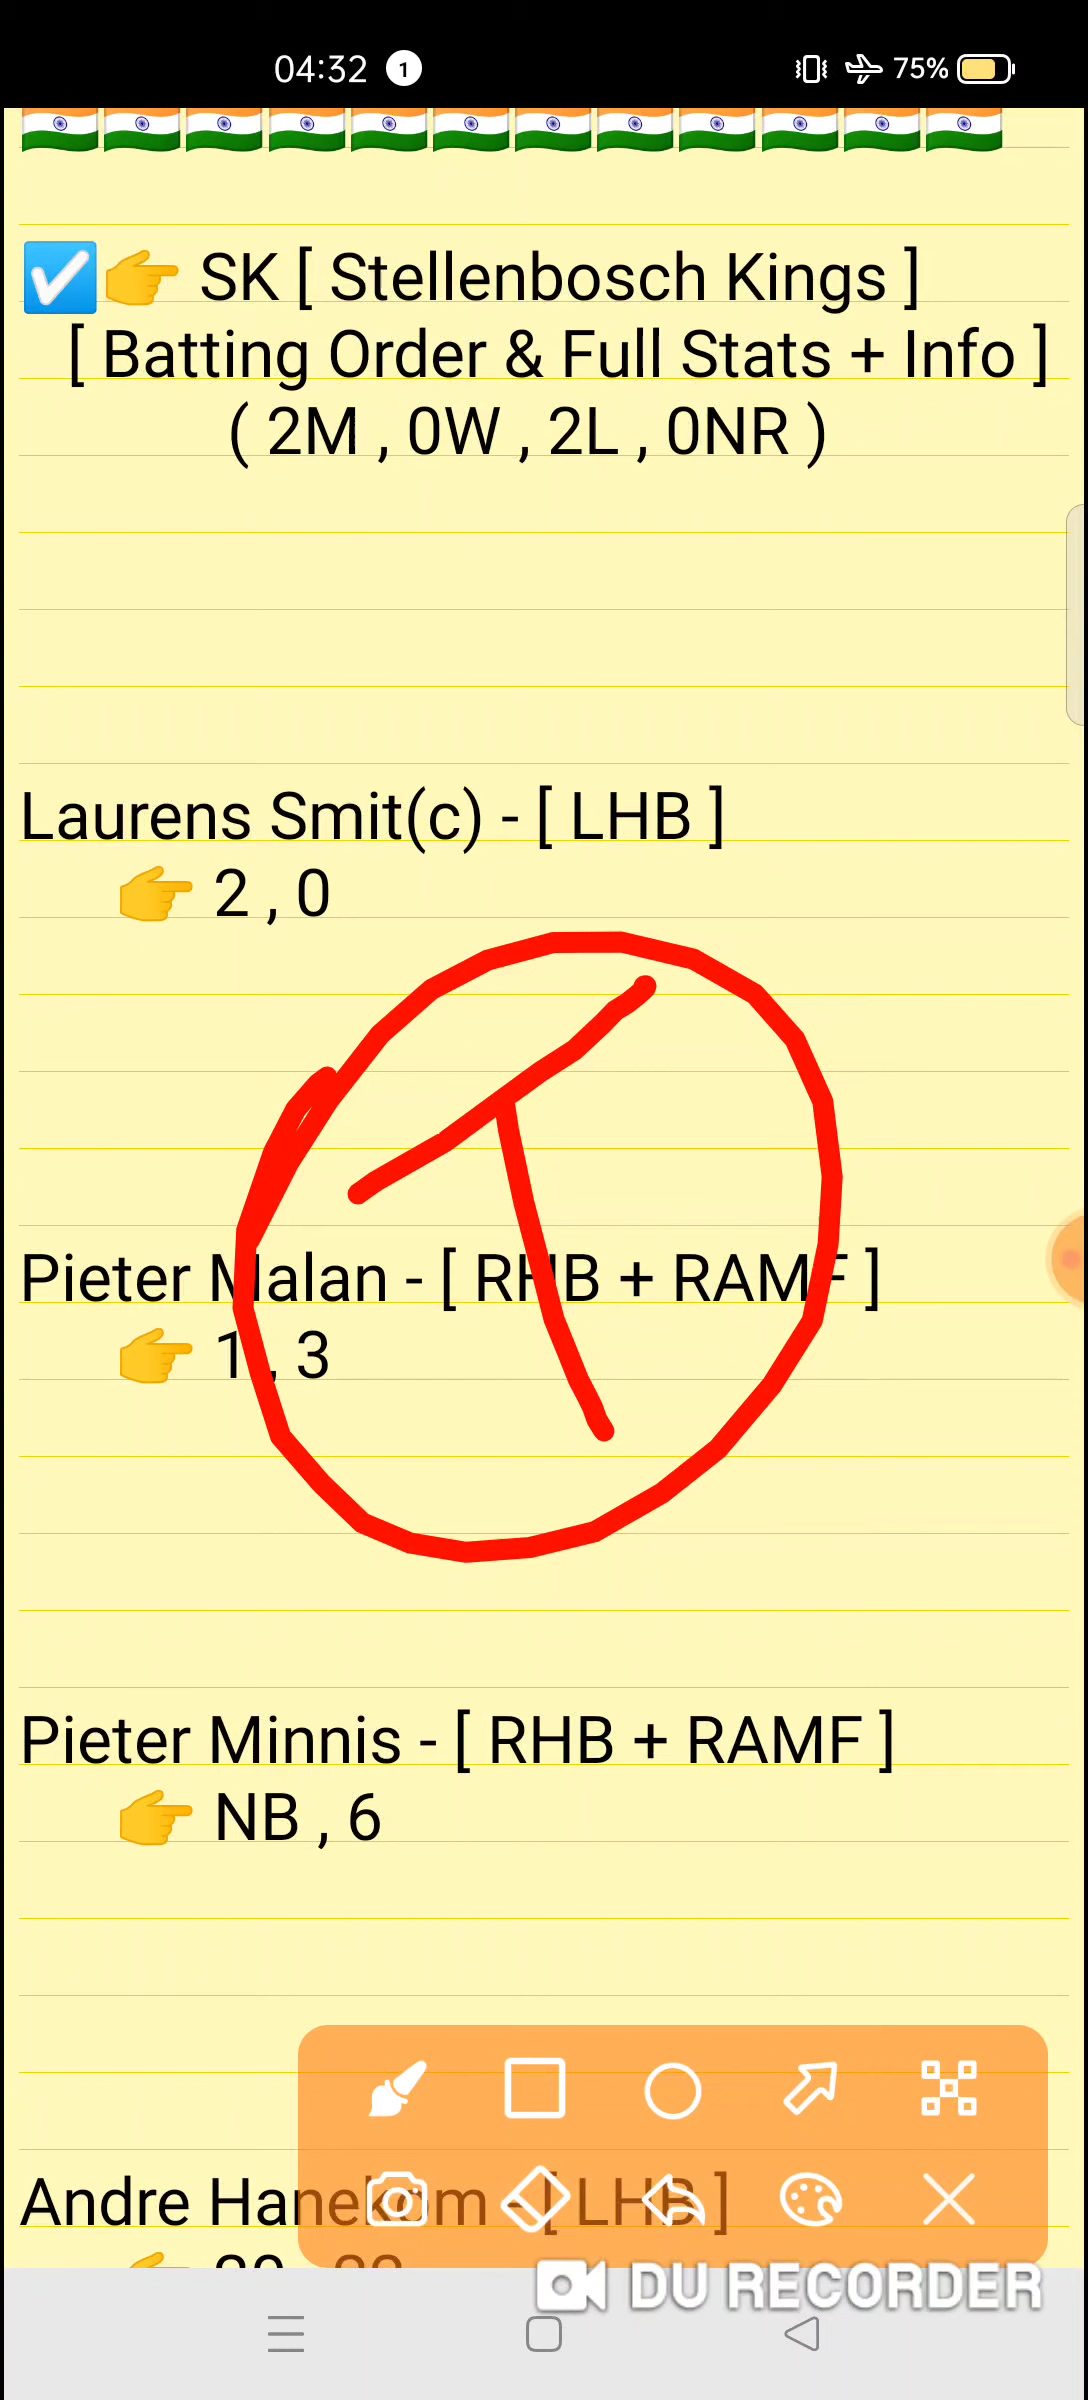 04:32 1 75%
☑👉 SK [ Stellenbosch Kings ]
[ Batting Order & Full Stats + Info ]
( 2M , 0W , 2L , 0NR )
Laurens Smit(c) - [ LHB ]
👉 2 , 0
T
Pieter Malan - [ RHB + RAMF ]
👉 1 , 3
Pieter Minnis - [ RHB + RAMF ]
👉 NB , 6
Andre Hanekom - [ LHB ]
DU RECORDER